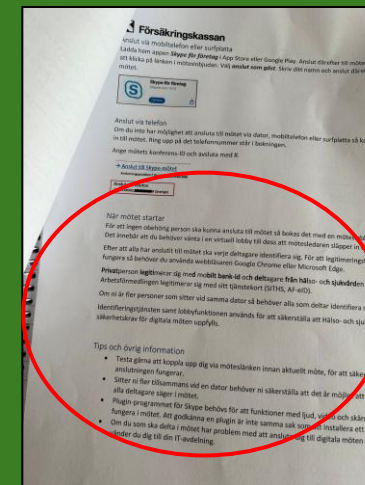 Försäkringskassan
Anslut via mobiltelefon eller surfplatta
Ladda hem appen Skype för företag i App Store eller Google Play. Anslut därefter till mötet
att klicka på länken i mötesinbjuden. Välj anslut som gäst. Skriv ditt namn och anslut däref
mötet.
Skype för företag
Anslut via telefon
Om du inte har möjlighet att ansluta till mötet via dator, mobiltelefon eller surfplatta så ka
in till mötet. Ring upp på det telefonnummer står i bokningen.
Ange mötets konferens-ID och avsluta med #.
→ Anslut till Skype-mötet
När mötet startar
För att ingen obehörig person ska kunna ansluta till mötet så bokas det med en möteslobby
Det innebär att du behöver vänta i en virtuell lobby till dess att mötesledaren släpper in
Efter att alla har anslutit till mötet ska varje deltagare identifiera sig. För att legitimerings
fungera så behöver du använda webbläsaren Google Chrome eller Microsoft Edge.
Privatperson legitimerar sig med mobilt bank-id och deltagare från hälso- och sjukvården
Arbetsförmedlingen legitimerar sig med sitt tjänstekort (SITHS, AF-eID).
Om ni är fler personer som sitter vid samma dator så behöver alla som deltar identifiera s
Identifieringstjänsten samt lobbyfunktionen används för att säkerställa att Hälso- och sju
säkerhetskrav för digitala möten uppfylls.
Tips och övrig information
• Testa gärna att koppla upp dig via möteslänken innan aktuellt möte, för att säker
anslutningen fungerar.
• Sitter ni fler tillsammans vid en dator behöver ni säkerställa att det är möjligt att
alla deltagare säger i mötet.
• Plugin-programmet för Skype behövs för att funktioner med ljud, video och skärm
fungera i mötet. Att godkänna en plugin är inte samma sak som att installera ett
• Om du som ska delta i mötet har problem med att ansluta dig till digitala möten
vänder du dig till din IT-avdelning.